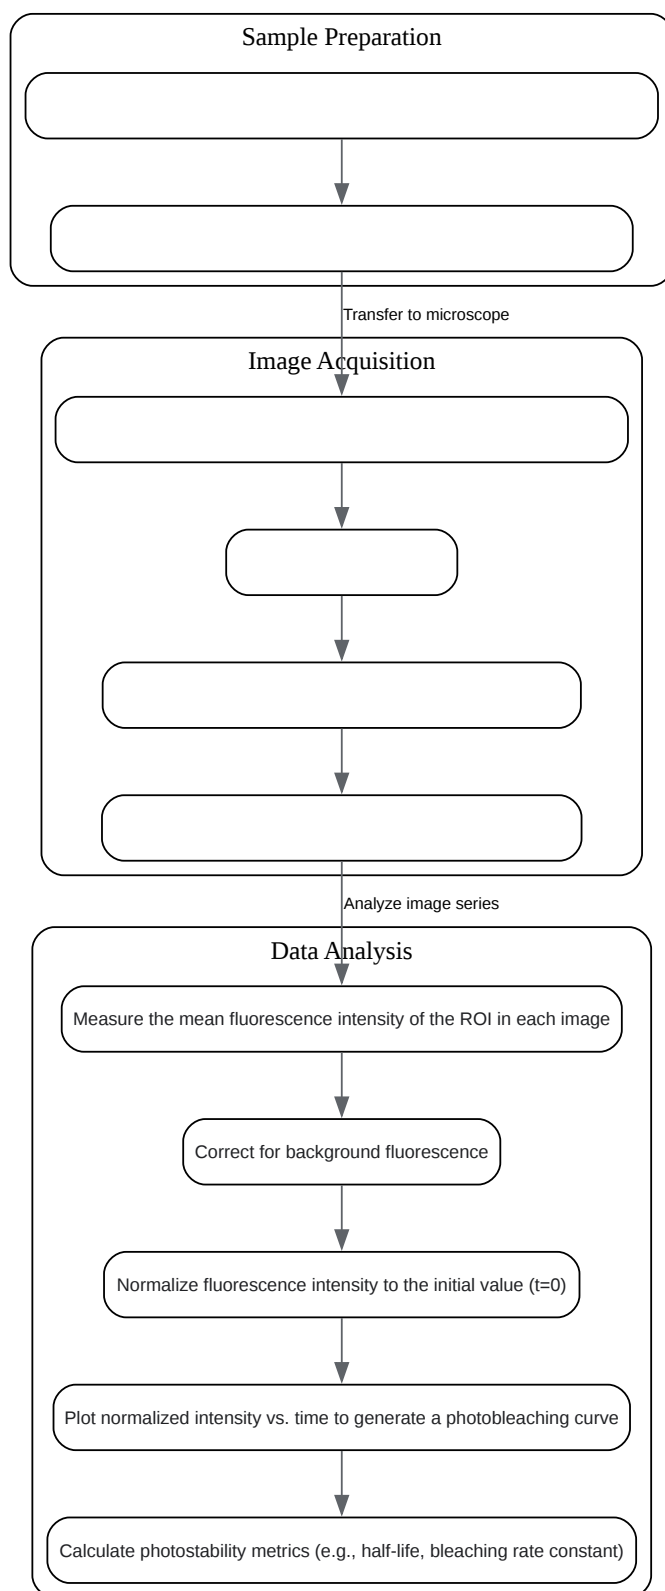 Sample Preparation
Transfer to microscope
Image Acquisition
Analyze image series
Data Analysis
Measure the mean fluorescence intensity of the ROI in each image
Correct for background fluorescence
Normalize fluorescence intensity to the initial value (t=0)
Plot normalized intensity vs. time to generate a photobleaching curve
Calculate photostability metrics (e.g., half-life, bleaching rate constant)